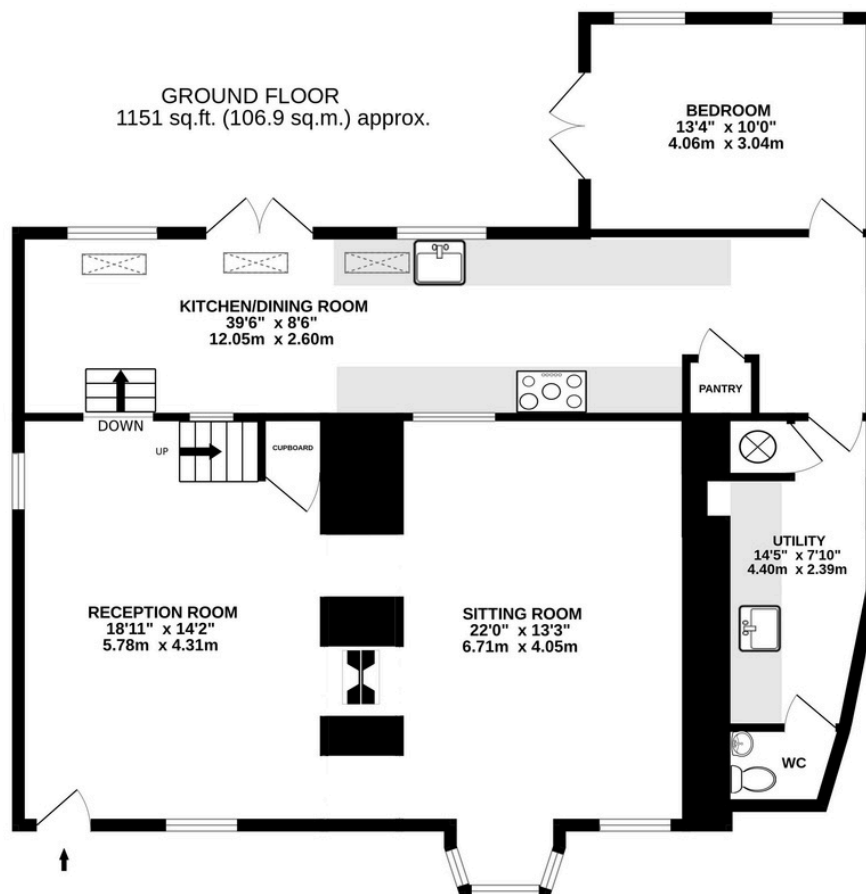 GROUND FLOOR
1151 sq.ft. (106.9 sq.m.) approx.
BEDROOM
13'4" x 10'0"
4.06m x 3.04m
KITCHEN/DINING ROOM
39'6" x 8'6"
12.05m x 2.60m
PANTRY
DOWN
UP
CUPBOARD
UTILITY
14'5" x 7'10"
4.40m x 2.39m
RECEPTION ROOM
18'11" x 14'2"
5.78m x 4.31m
SITTING ROOM
22'0" x 13'3"
6.71m x 4.05m
WC